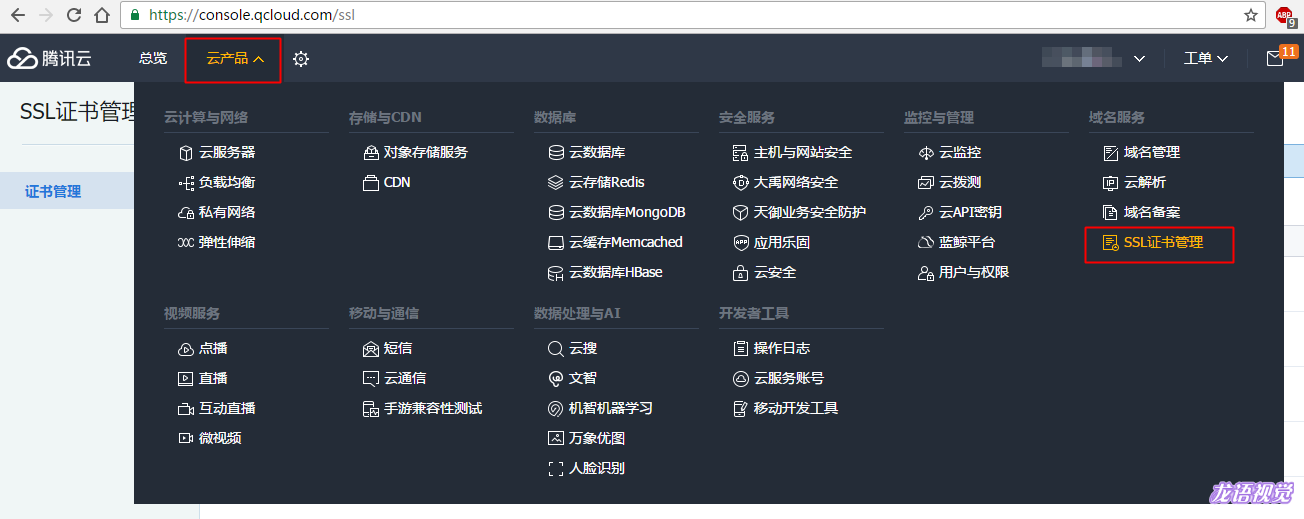 https://console.qcloud.com/ssl
ABP
9
腾讯云
总览
云产品
工单
11
SSL证书管理
证书管理
云计算与网络
云服务器
负载均衡
私有网络
弹性伸缩
存储与CDN
对象存储服务
CDN
数据库
云数据库
云存储Redis
云数据库MongoDB
云缓存Memcached
云数据库HBase
安全服务
主机与网站安全
大禹网络安全
天御业务安全防护
APP
应用乐固
云安全
监控与管理
云监控
云拨测
云API密钥
蓝鲸平台
用户与权限
域名服务
域名管理
云解析
域名备案
SSL证书管理
视频服务
点播
直播
互动直播
微视频
移动与通信
短信
云通信
手游兼容性测试
数据处理与AI
云搜
文智
机智机器学习
万象优图
人脸识别
开发者工具
操作日志
云服务账号
移动开发工具
龙语视觉